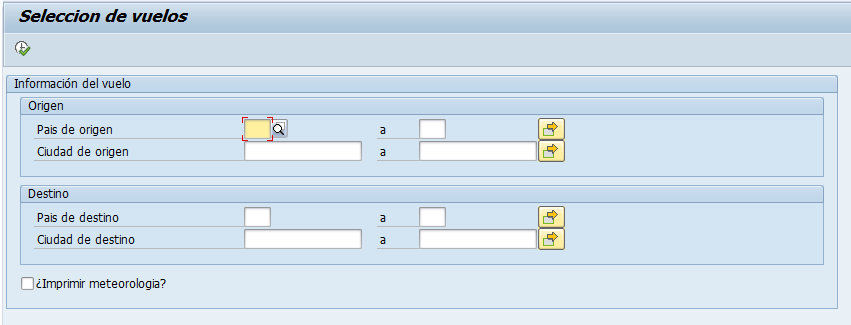 Seleccion de vuelos
Información del vuelo
Origen
Pais de origen a
Ciudad de origen a
Destino
Pais de destino a
Ciudad de destino a
¿Imprimir meteorologia?